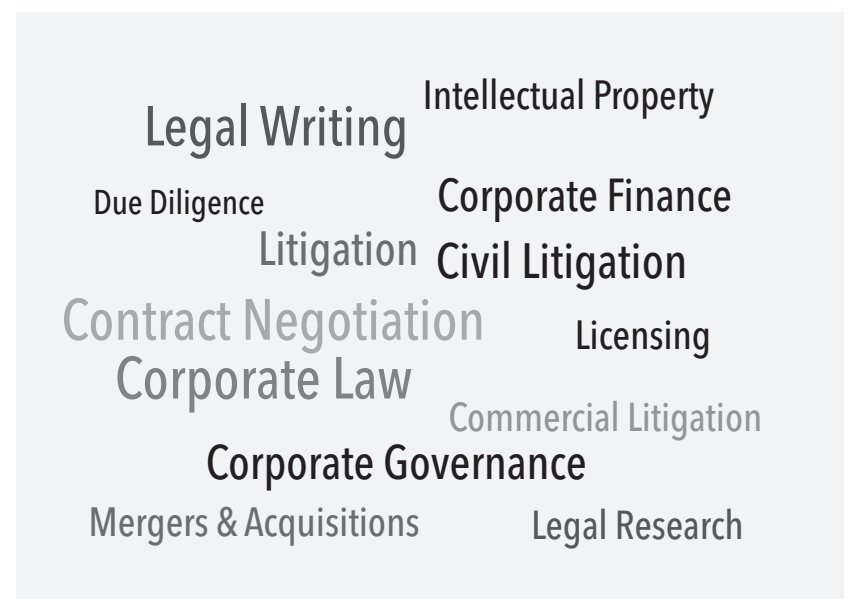 Intellectual Property
Legal Writing
Corporate Finance
Due Diligence
Litigation
Civil Litigation
Contract Negotiation
Licensing
Corporate Law
Commercial Litigation
Corporate Governance
Mergers & Acquisitions
Legal Research